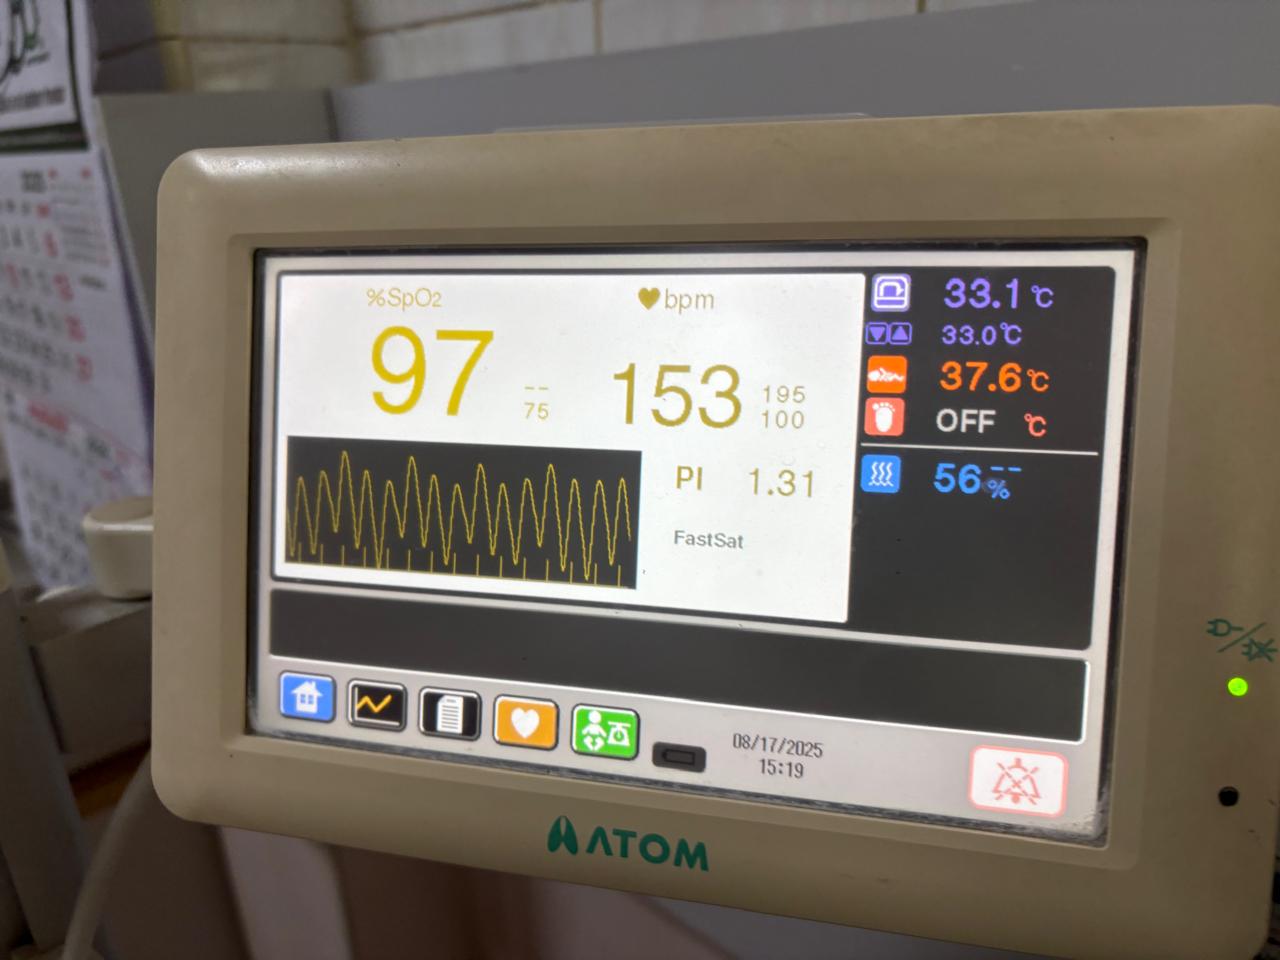 %SpO2
bpm
97
--
75
153
195
100
PI 1.31
FastSat
33.1 °C
33.0°C
37.6 °C
OFF °C
56 % --
08/17/2025
15:19
ATOM
2025